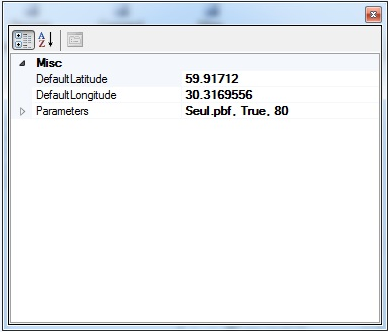 Misc
DefaultLatitude 59.91712
DefaultLongitude 30.3169556
Parameters Seul.pbf, True, 80